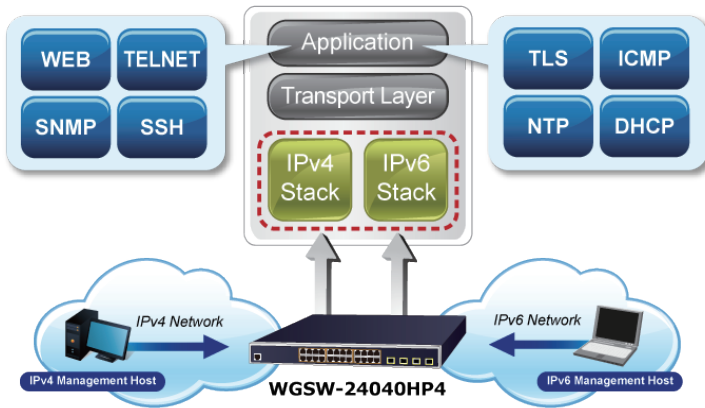 WEB
TELNET
SNMP
SSH
Application
Transport Layer
IPv4
Stack
IPv6
Stack
TLS
ICMP
NTP
DHCP
IPv4 Network
IPv4 Management Host
WGSW-24040HP4
IPv6 Network
IPv6 Management Host